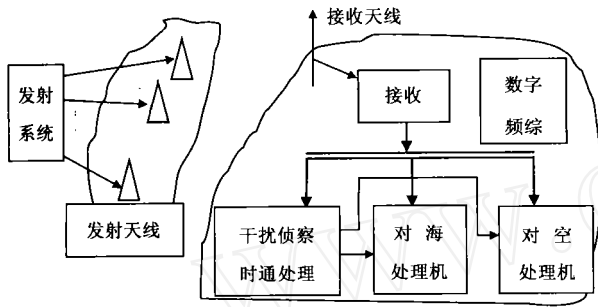 接收天线
发射
系统
接收
数字
频综
发射天线
干扰侦察
时通处理
对 海
处理机
对 空
处理机
www.